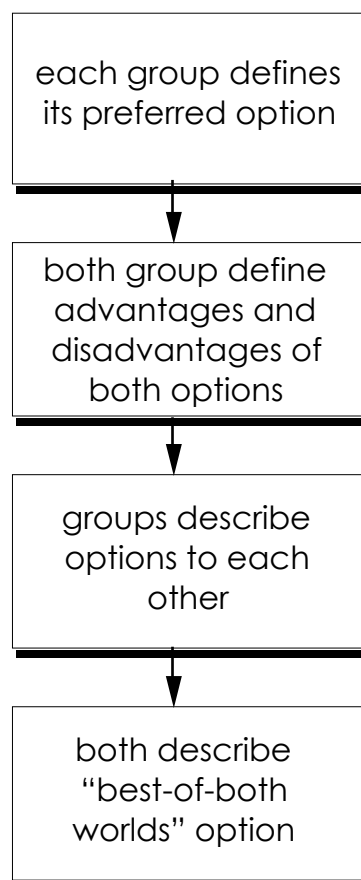 each group defines
its preferred option
both group define
advantages and
disadvantages of
both options
groups describe
options to each
other
both describe
“best-of-both
worlds” option